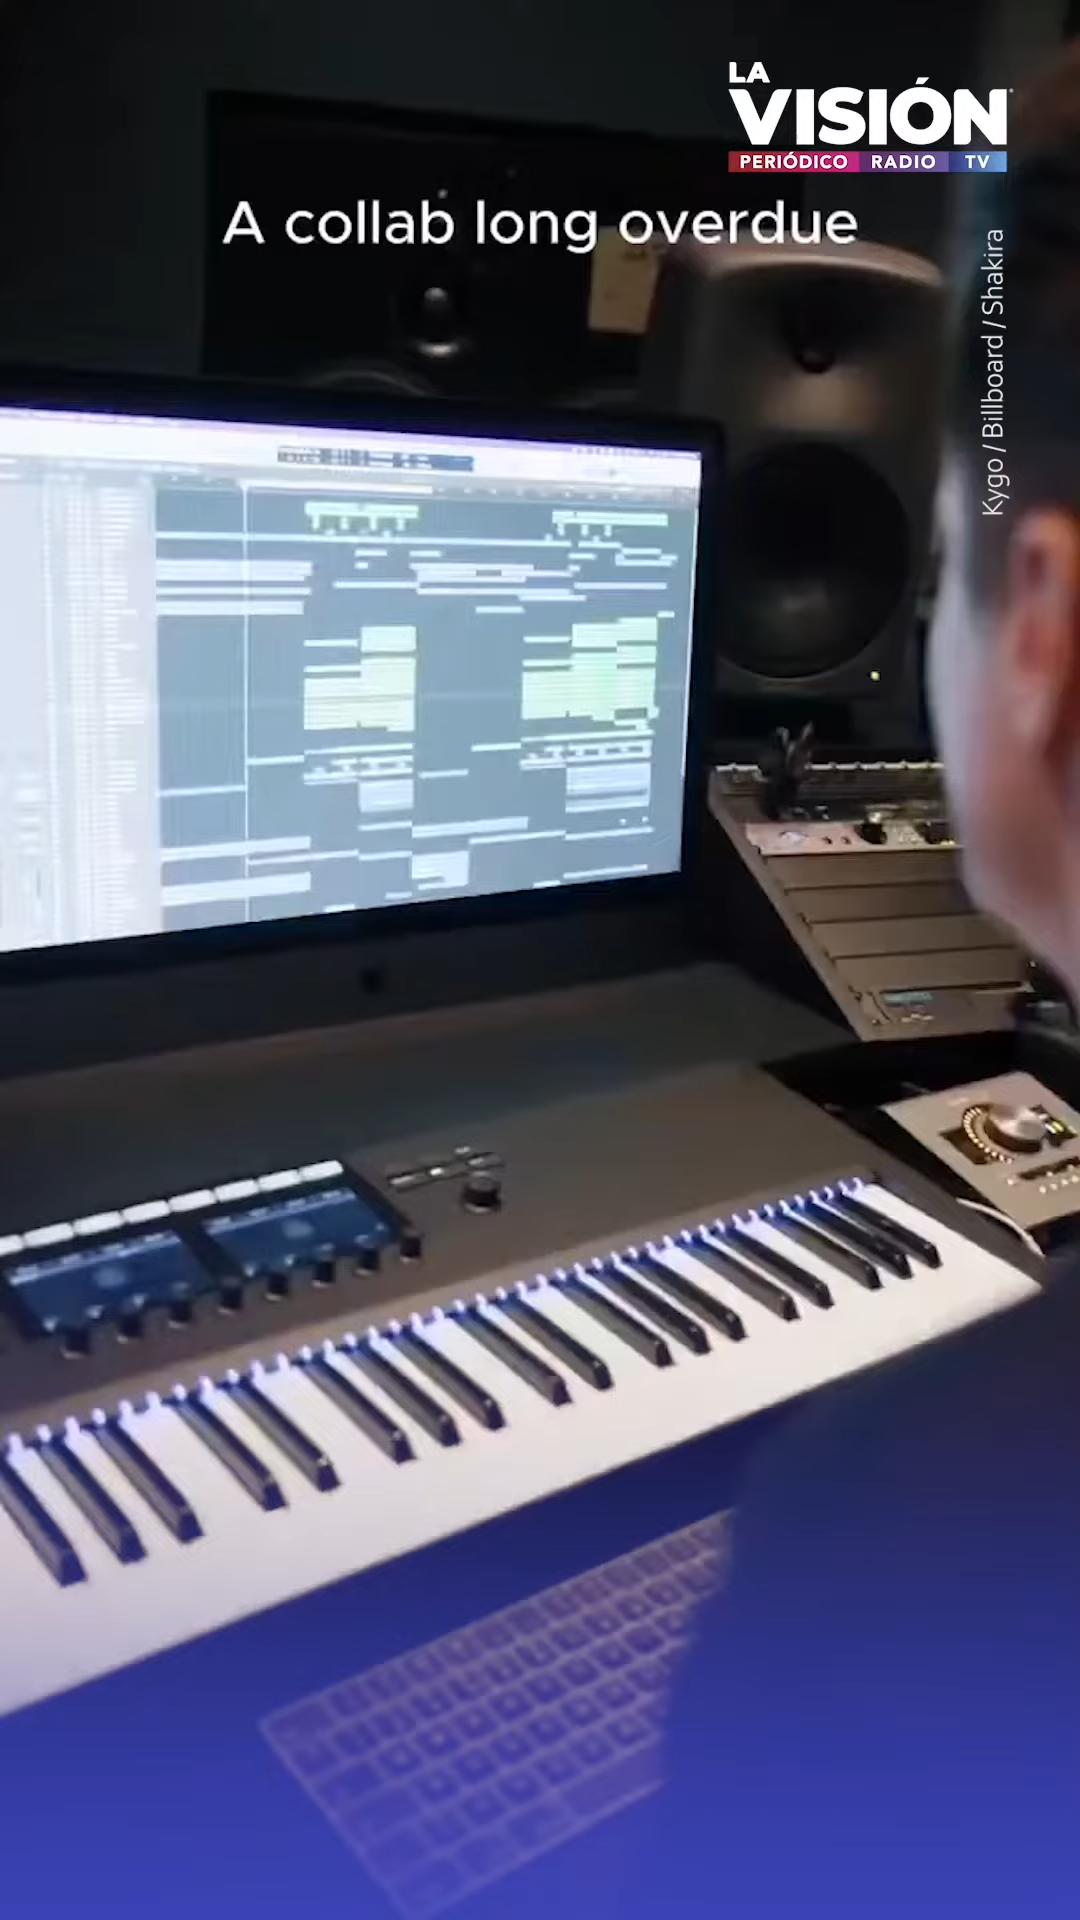 LA
VISIÓN
PERIÓDICO RADIO TV
A collab long overdue
Kygo / Billboard / Shakira